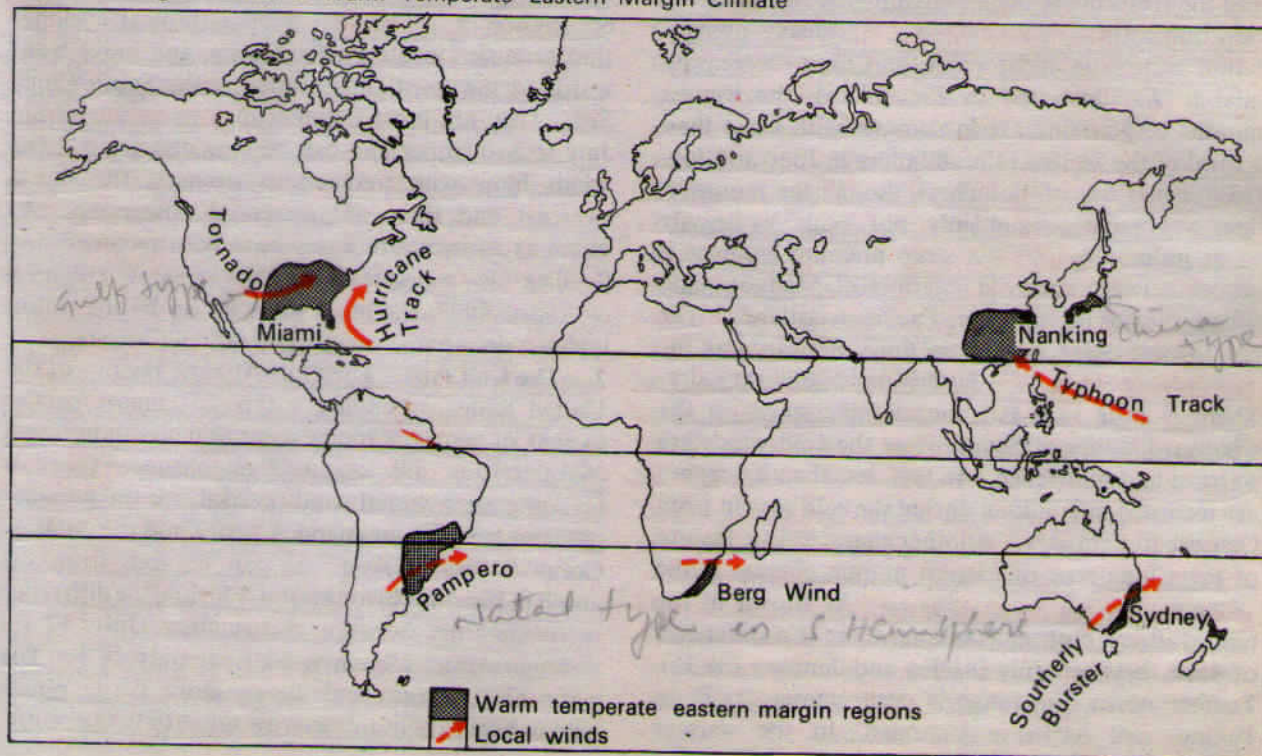 Warm Temperate Eastern Margin Climate
Tornado
Hurricane
Track
gulf type
Miami
Nanking
China
type
Typhoon Track
Pampero
Berg Wind
Natal type in S Hemisphere
Sydney
Southerly
Burster
Warm temperate eastern margin regions
Local winds